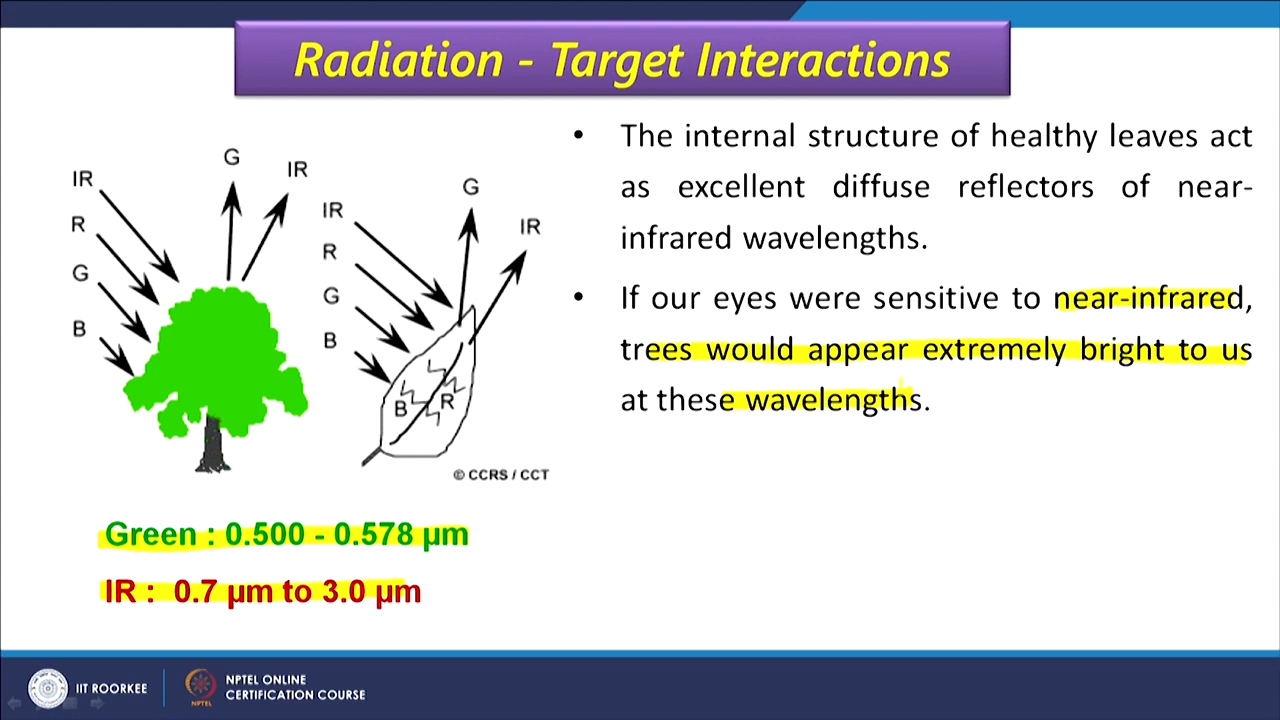 Radiation - Target Interactions
IR
R
G
B
G
IR
IR
R
G
B
G
IR
B
R
© CCRS / CCT
Green : 0.500 - 0.578 µm
IR : 0.7 µm to 3.0 µm
• The internal structure of healthy leaves act
as excellent diffuse reflectors of near-
infrared wavelengths.
• If our eyes were sensitive to near-infrared,
trees would appear extremely bright to us
at these wavelengths.
IIT ROORKEE
NPTEL
NPTEL ONLINE
CERTIFICATION COURSE